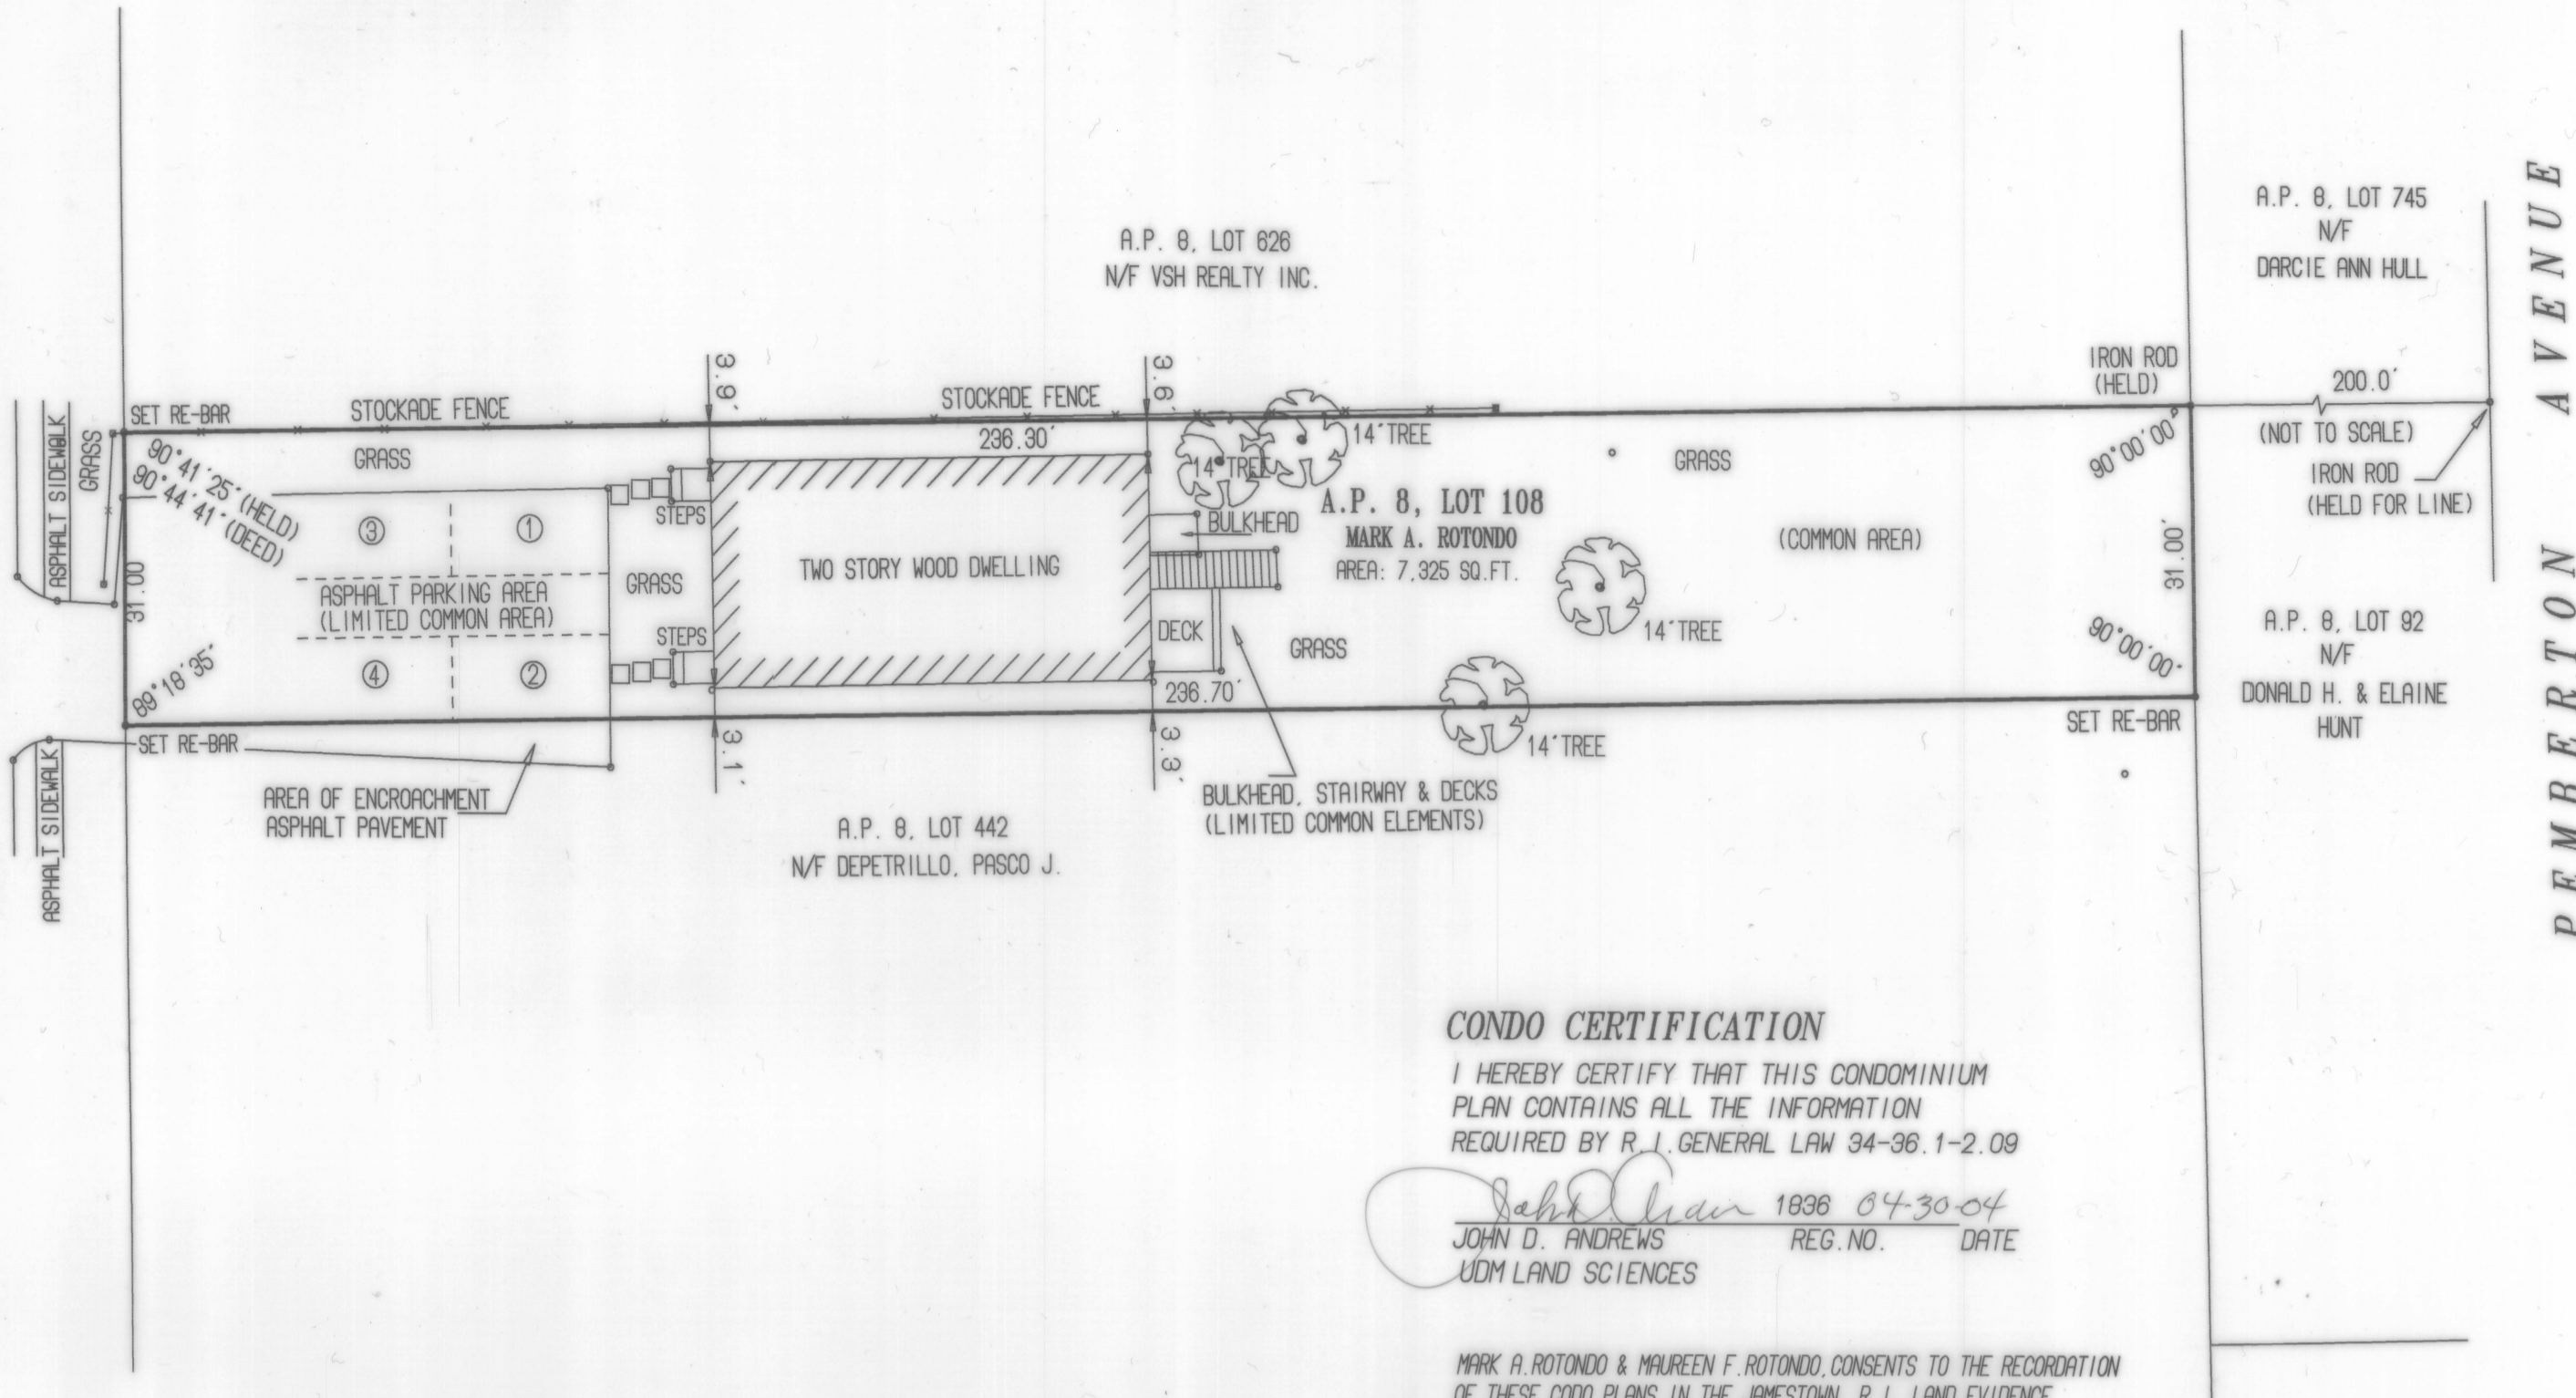 A.P. 8, LOT 626
N/F VSH REALTY INC.
A.P. 8, LOT 745
N/F
DARCIE ANN HULL
PEMBERTON AVENUE
IRON ROD
(HELD)
200.0'
(NOT TO SCALE)
IRON ROD
(HELD FOR LINE)
ASPHALT SIDEWALK
GRASS
SET RE-BAR
STOCKADE FENCE
3.9'
STOCKADE FENCE
3.6'
236.30'
14" TREE
14" TREE
GRASS
90°41'25" (HELD)
90°44'41" (DEED)
GRASS
90°00'00"
31.00
③
①
STEPS
ASPHALT PARKING AREA
(LIMITED COMMON AREA)
GRASS
④
②
STEPS
89°18'35"
TWO STORY WOOD DWELLING
BULKHEAD
DECK
A.P. 8, LOT 108
MARK A. ROTONDO
AREA: 7,325 SQ.FT.
(COMMON AREA)
31.00'
14" TREE
GRASS
90°00'00"
236.70'
14" TREE
SET RE-BAR
A.P. 8, LOT 92
N/F
DONALD H. & ELAINE
HUNT
SET RE-BAR
ASPHALT SIDEWALK
3.1'
3.3'
AREA OF ENCROACHMENT
ASPHALT PAVEMENT
A.P. 8, LOT 442
N/F DEPETRILLO, PASCO J.
BULKHEAD, STAIRWAY & DECKS
(LIMITED COMMON ELEMENTS)
CONDO CERTIFICATION
I HEREBY CERTIFY THAT THIS CONDOMINIUM
PLAN CONTAINS ALL THE INFORMATION
REQUIRED BY R.I. GENERAL LAW 34-36.1-2.09
1836 04-30-04
JOHN D. ANDREWS REG.NO. DATE
UDM LAND SCIENCES
MARK A.ROTONDO & MAUREEN F.ROTONDO,CONSENTS TO THE RECORDATION
OF THESE CODO PLANS IN THE JAMESTOWN, R.I. LAND EVIDENCE